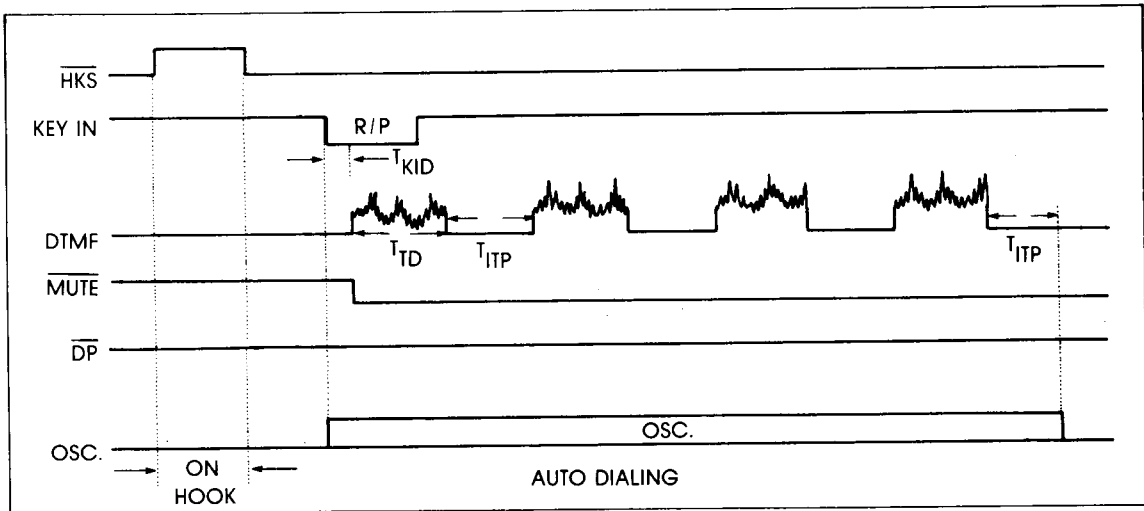 HKS
KEY IN
R/P
TKID
DTMF
TTD
TITP
TITP
MUTE
DP
OSC.
OSC.
ON
HOOK
AUTO DIALING